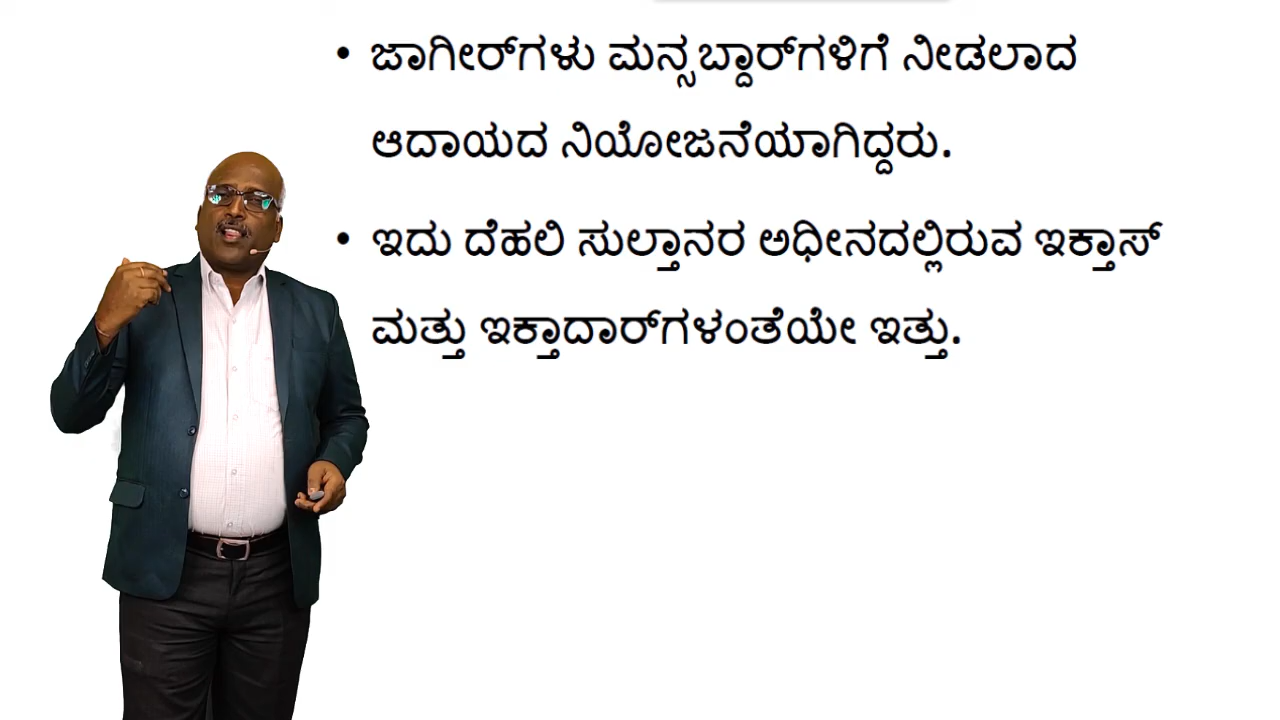 • ಜಾಗೀರ್‌ಗಳು ಮನ್ಸಬ್ದಾರ್‌ಗಳಿಗೆ ನೀಡಲಾದ
ಆದಾಯದ ನಿಯೋಜನೆಯಾಗಿದ್ದರು.
• ಇದು ದೆಹಲಿ ಸುಲ್ತಾನರ ಅಧೀನದಲ್ಲಿರುವ ಇಕ್ತಾಸ್
ಮತ್ತು ಇಕ್ತಾದಾರ್‌ಗಳಂತೆಯೇ ಇತ್ತು.